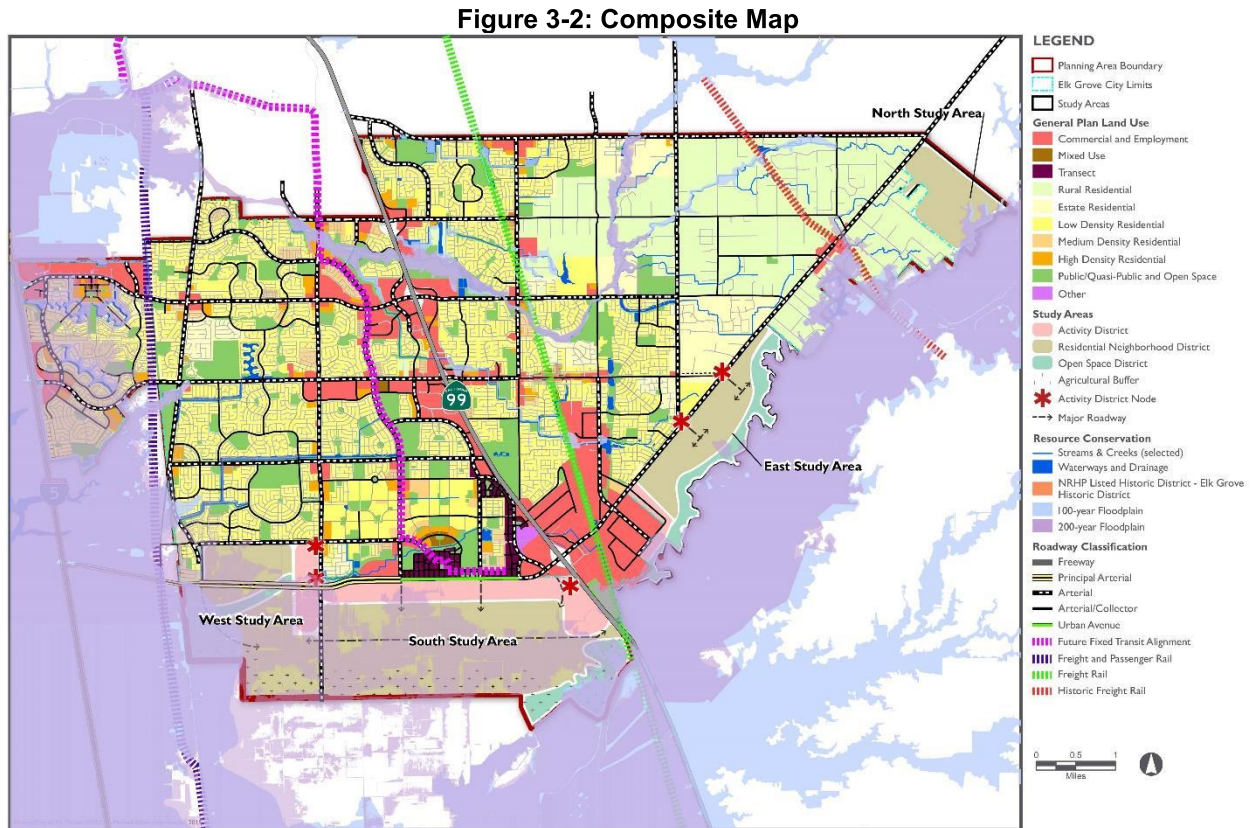 Figure 3-2: Composite Map
LEGEND
Planning Area Boundary
Elk Grove City Limits
Study Areas
General Plan Land Use
Commercial and Employment
Mixed Use
Transect
Rural Residential
Estate Residential
Low Density Residential
Medium Density Residential
High Density Residential
Public/Quasi-Public and Open Space
Other
Study Areas
Activity District
Residential Neighborhood District
Open Space District
Agricultural Buffer
Activity District Node
Major Roadway
Resource Conservation
Streams & Creeks (selected)
Waterways and Drainage
NRHP Listed Historic District - Elk Grove
Historic District
100-year Floodplain
200-year Floodplain
Roadway Classification
Freeway
Principal Arterial
Arterial
Arterial/Collector
Urban Avenue
Future Fixed Transit Alignment
Freight and Passenger Rail
Freight Rail
Historic Freight Rail
0 0.5 1
Miles
North Study Area
99
East Study Area
5
West Study Area
South Study Area